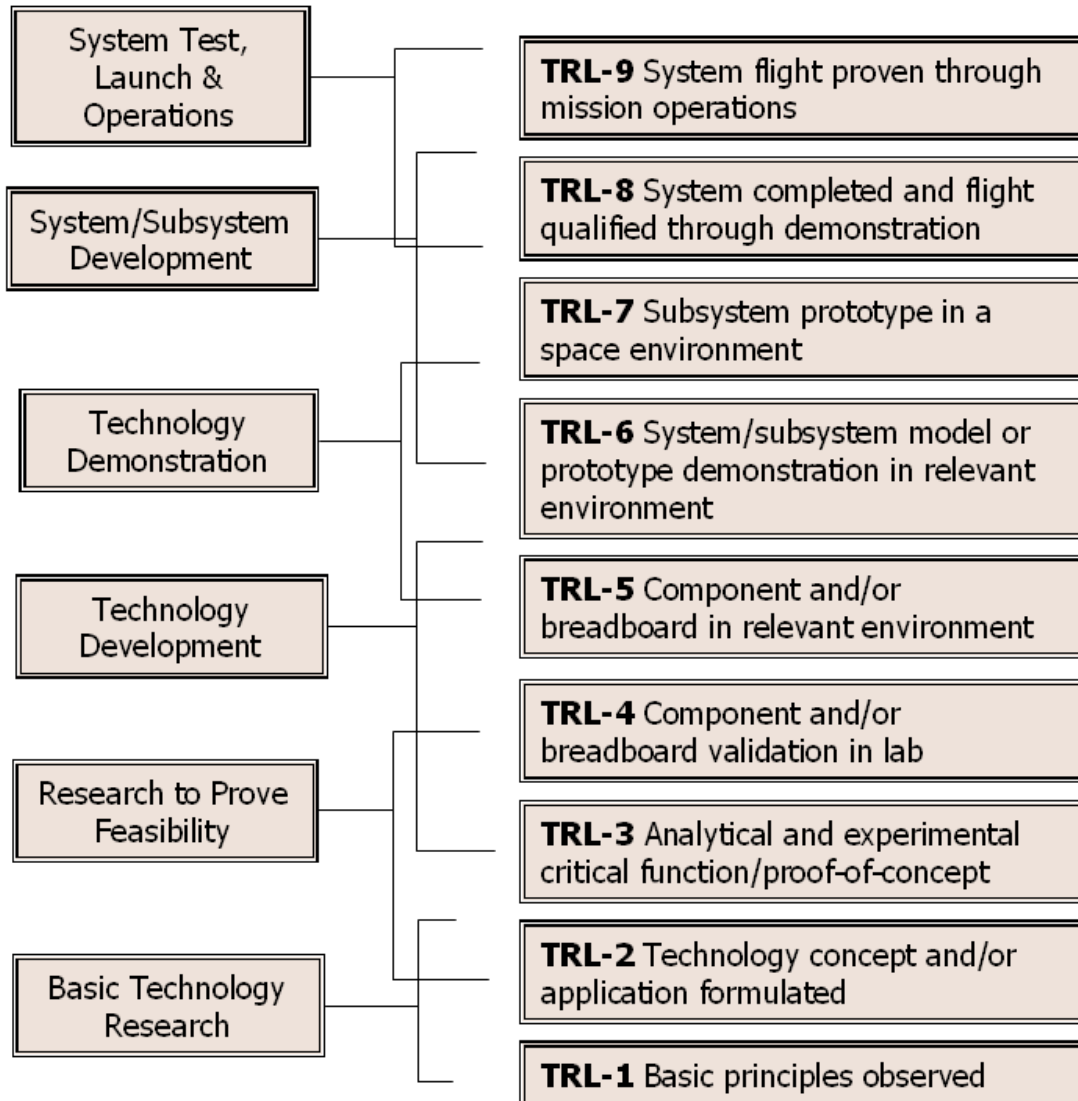 System Test,
Launch &
Operations
System/Subsystem
Development
Technology
Demonstration
Technology
Development
Research to Prove
Feasibility
Basic Technology
Research
TRL-9 System flight proven through
mission operations
TRL-8 System completed and flight
qualified through demonstration
TRL-7 Subsystem prototype in a
space environment
TRL-6 System/subsystem model or
prototype demonstration in relevant
environment
TRL-5 Component and/or
breadboard in relevant environment
TRL-4 Component and/or
breadboard validation in lab
TRL-3 Analytical and experimental
critical function/proof-of-concept
TRL-2 Technology concept and/or
application formulated
TRL-1 Basic principles observed